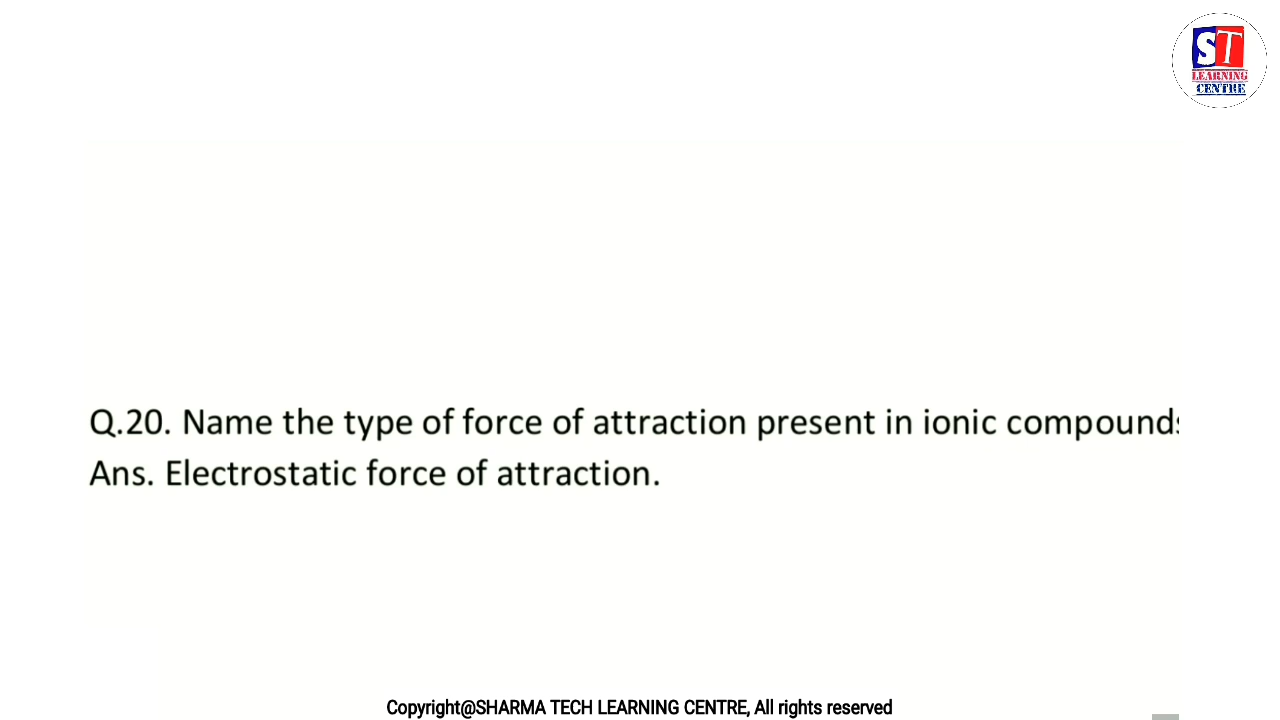 ST
LEARNING
CENTRE
Q.20. Name the type of force of attraction present in ionic compounds
Ans. Electrostatic force of attraction.
Copyright@SHARMA TECH LEARNING CENTRE, All rights reserved